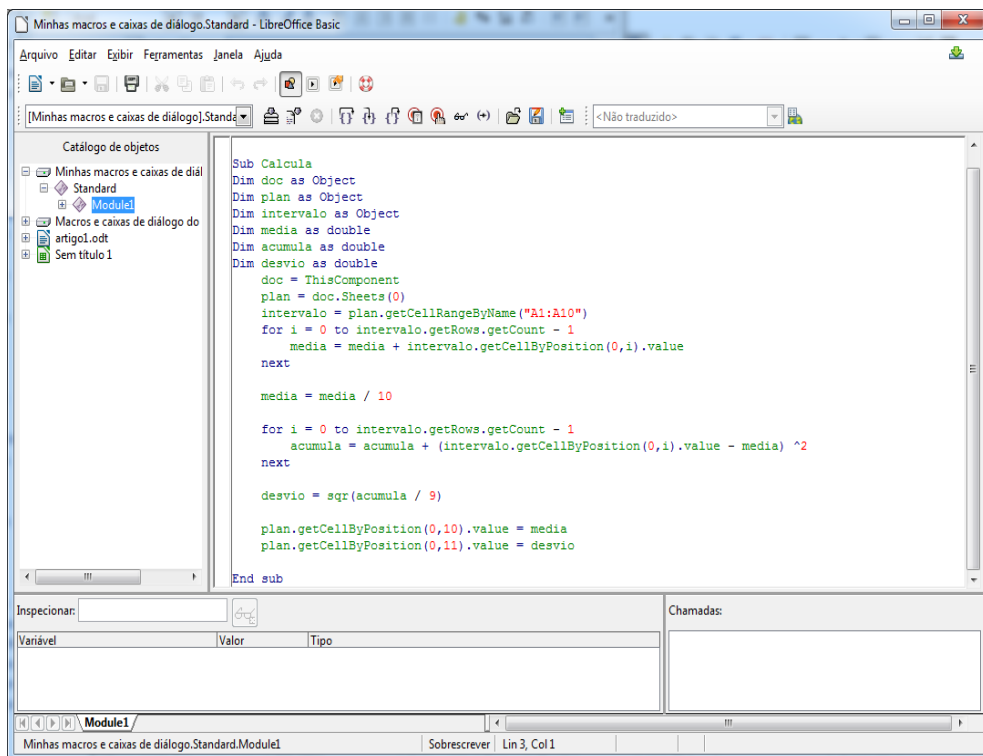 Minhas macros e caixas de diálogo.Standard - LibreOffice Basic
Arquivo Editar Exibir Ferramentas Janela Ajuda
[Minhas macros e caixas de diálogo].Standa
<Não traduzido>
Catálogo de objetos
Minhas macros e caixas de diál
Standard
Module1
Macros e caixas de diálogo do
artigo1.odt
Sem título 1
Sub Calcula
Dim doc as Object
Dim plan as Object
Dim intervalo as Object
Dim media as double
Dim acumula as double
Dim desvio as double
doc = ThisComponent
plan = doc.Sheets(0)
intervalo = plan.getCellRangeByName("A1:A10")
for i = 0 to intervalo.getRows.getCount - 1
media = media + intervalo.getCellByPosition(0,i).value
next
media = media / 10
for i = 0 to intervalo.getRows.getCount - 1
acumula = acumula + (intervalo.getCellByPosition(0,i).value - media) ^2
next
desvio = sqr(acumula / 9)
plan.getCellByPosition(0,10).value = media
plan.getCellByPosition(0,11).value = desvio
End sub
Inspecionar:
Chamadas:
Variável Valor Tipo
Module1
Minhas macros e caixas de diálogo.Standard.Module1 Sobrescrever Lin 3, Col 1